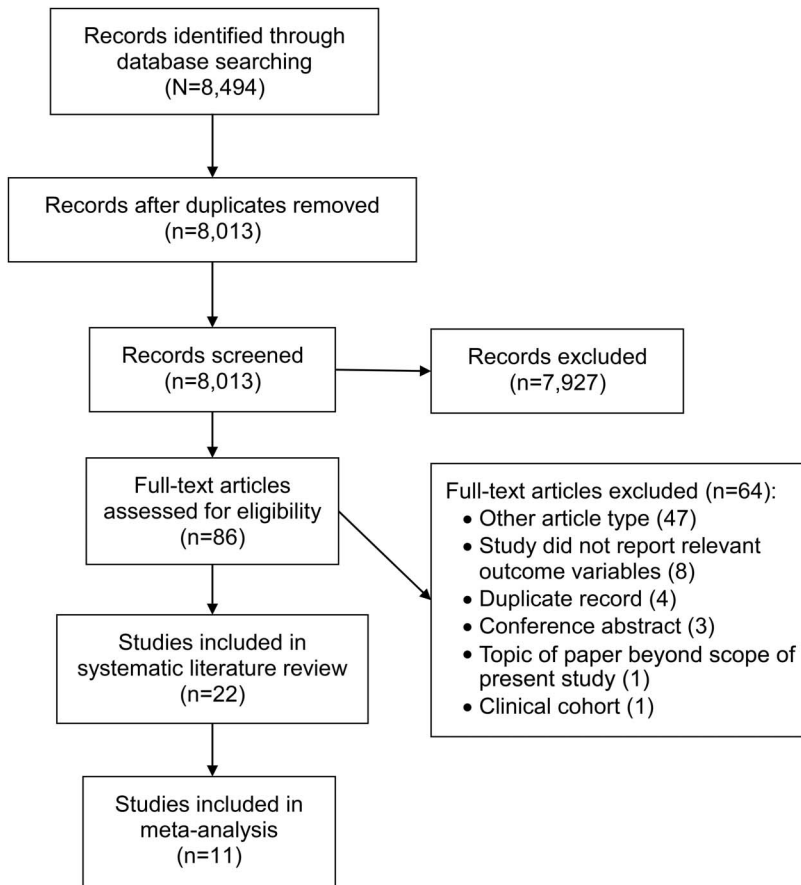 Records identified through
database searching
(N=8,494)
Records after duplicates removed
(n=8,013)
Records screened
(n=8,013)
Records excluded
(n=7,927)
Full-text articles
assessed for eligibility
(n=86)
Full-text articles excluded (n=64):
• Other article type (47)
• Study did not report relevant
outcome variables (8)
• Duplicate record (4)
• Conference abstract (3)
• Topic of paper beyond scope of
present study (1)
• Clinical cohort (1)
Studies included in
systematic literature review
(n=22)
Studies included in
meta-analysis
(n=11)